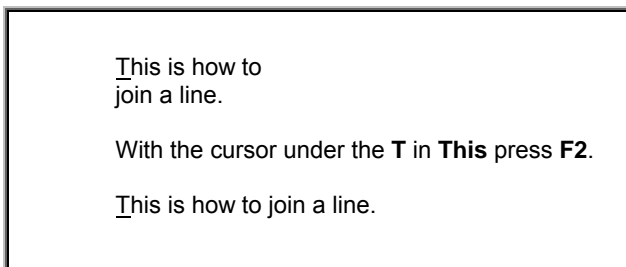 This is how to
join a line.
With the cursor under the T in This press F2.
This is how to join a line.